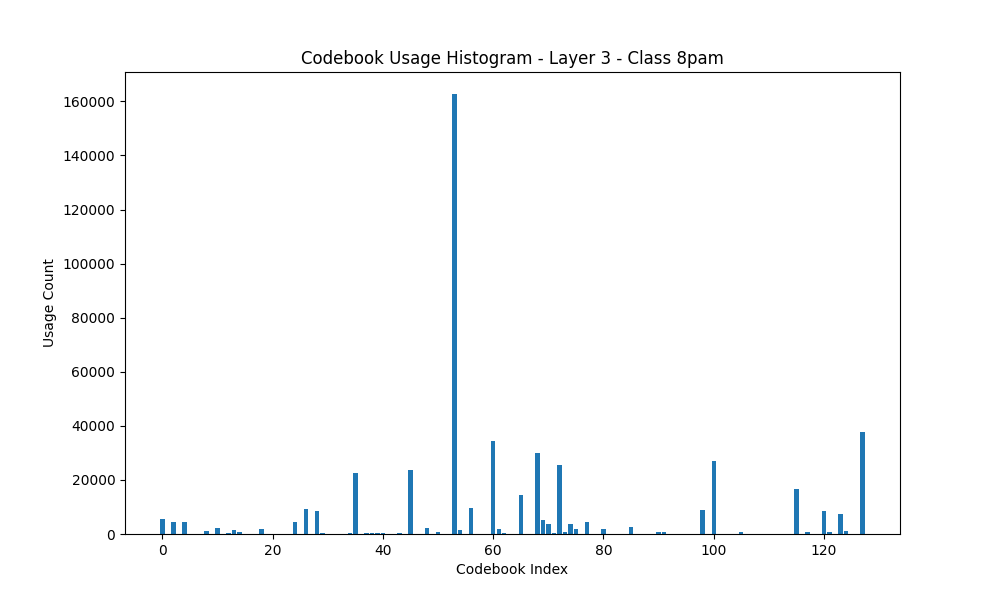 Codebook Usage Histogram - Layer 3 - Class 8pam
160000
140000
120000
100000
80000
60000
40000
20000
0
Usage Count
0 20 40 60 80 100 120
Codebook Index